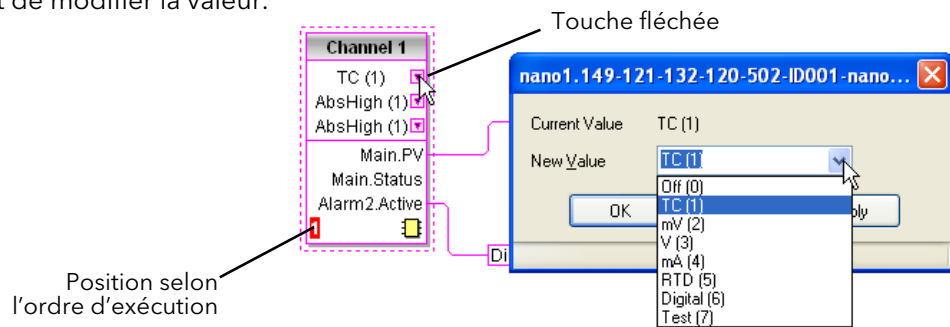 t de modifier la valeur.
Touche fléchée
Channel 1
TC (1)
AbsHigh (1)
AbsHigh (1)
Main.PV
Main.Status
Alarm2.Active
1
Di
Position selon
l'ordre d'exécution
nano1.149-121-132-120-502-ID001-nano...
Current Value TC (1)
New Value TC (1)
Off (0)
TC (1)
mV (2)
V (3)
mA (4)
RTD (5)
Digital (6)
Test (7)
OK
ply